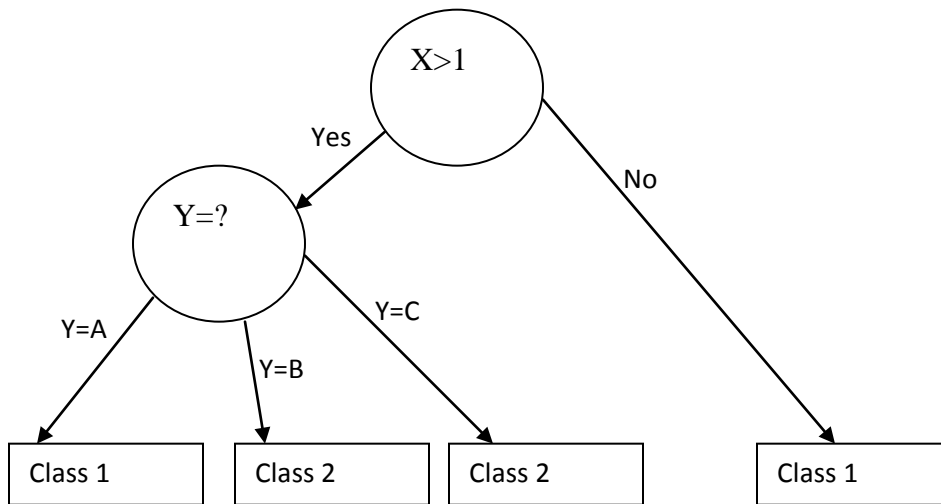 X>1
Yes
No
Y=?
Y=A
Y=B
Y=C
Class 1
Class 2
Class 2
Class 1